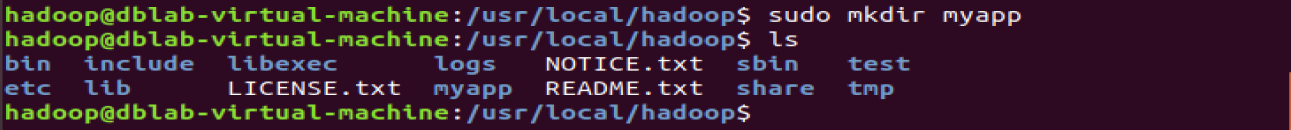 hadoop@dblab-virtual-machine:/usr/local/hadoop$ sudo mkdir myapp
hadoop@dblab-virtual-machine:/usr/local/hadoop$ ls
bin  include  libexec      logs   NOTICE.txt  sbin   test
etc  lib      LICENSE.txt  myapp  README.txt  share  tmp
hadoop@dblab-virtual-machine:/usr/local/hadoop$